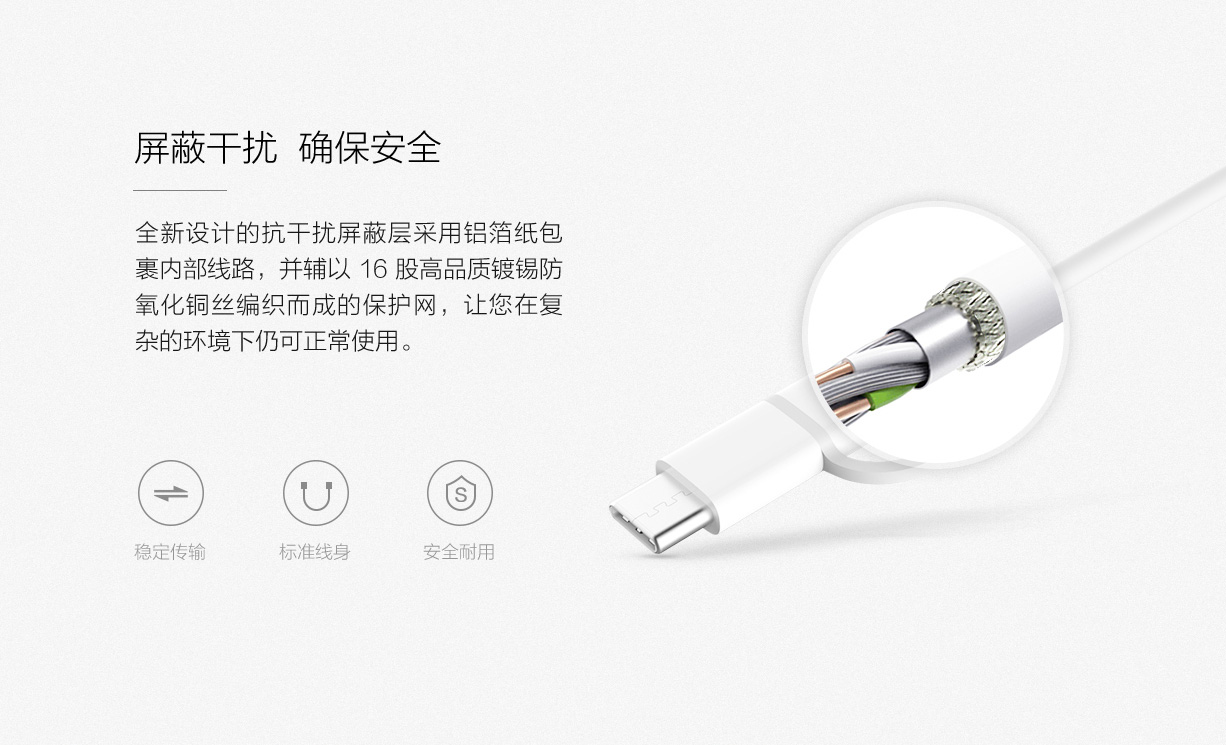 屏蔽干扰 确保安全
全新设计的抗干扰屏蔽层采用铝箔纸包
裹内部线路，并辅以 16 股高品质镀锡防
氧化铜丝编织而成的保护网，让您在复
杂的环境下仍可正常使用。
S
稳定传输 标准线身 安全耐用